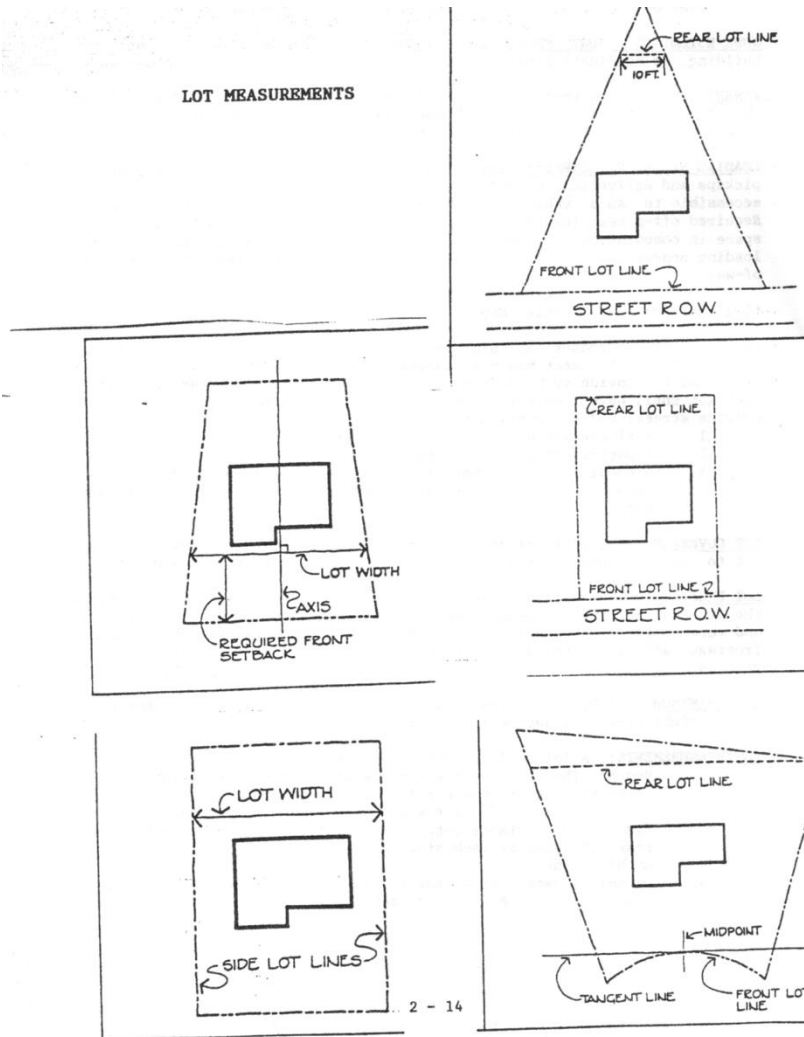 LOT MEASUREMENTS
REAR LOT LINE
10 FT.
FRONT LOT LINE
STREET R.O.W.
LOT WIDTH
AXIS
REQUIRED FRONT
SETBACK
REAR LOT LINE
FRONT LOT LINE
STREET R.O.W.
LOT WIDTH
SIDE LOT LINES
REAR LOT LINE
MIDPOINT
TANGENT LINE
FRONT LOT
LINE
2 - 14